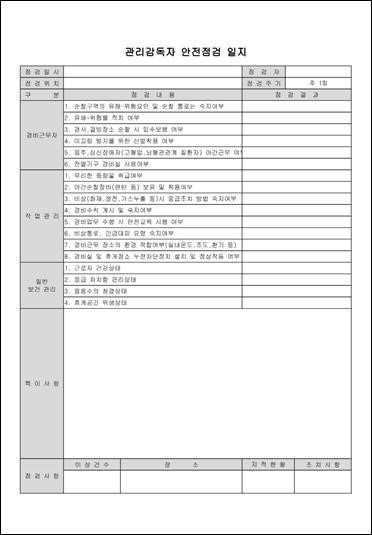 관리감독자 안전점검 일지
점검일시 점 검 자
점검위치 점검주기 주 1회
구 분 점 검 내 용 점 검 결 과
경비근무자
1. 순찰구역의 유해·위험요인 및 순찰 통로는 숙지여부
2. 유해·위험물 적치 여부
3. 경사,결빙장소 순찰 시 입수보행 여부
4. 미끄럼 방지를 위한 신발착용 여부
5. 음주,심신장애자(고혈압,뇌혈관관계 질환자) 야간근무 여부
6. 전열기구 경비실 사용여부
작 업 관 리
1. 무리한 중량물 취급여부
2. 야간순찰장비(랜턴 등) 보유 및 착용여부
3. 비상(화재,정전,가스누출 등)시 응급조치 방법 숙지여부
4. 경비수칙 게시 및 숙지여부
5. 경비업무 수행 시 안전교육 시행 여부
6. 비상통로, 긴급대피 요령 숙지여부
7. 경비근무 장소의 환경 적합여부(실내온도,조도,환기 등)
8. 경비실 및 휴게장소 누전차단장치 설치 및 정상작동 여부
일반
보건 관리
1. 근로자 건강상태
2. 응급 처치함 관리상태
3. 음용수의 청결상태
4. 휴게공간 위생상태
특 이 사 항
점 검 사 항
이 상 건 수 장 소 지 적 현 황 조 치 사 항